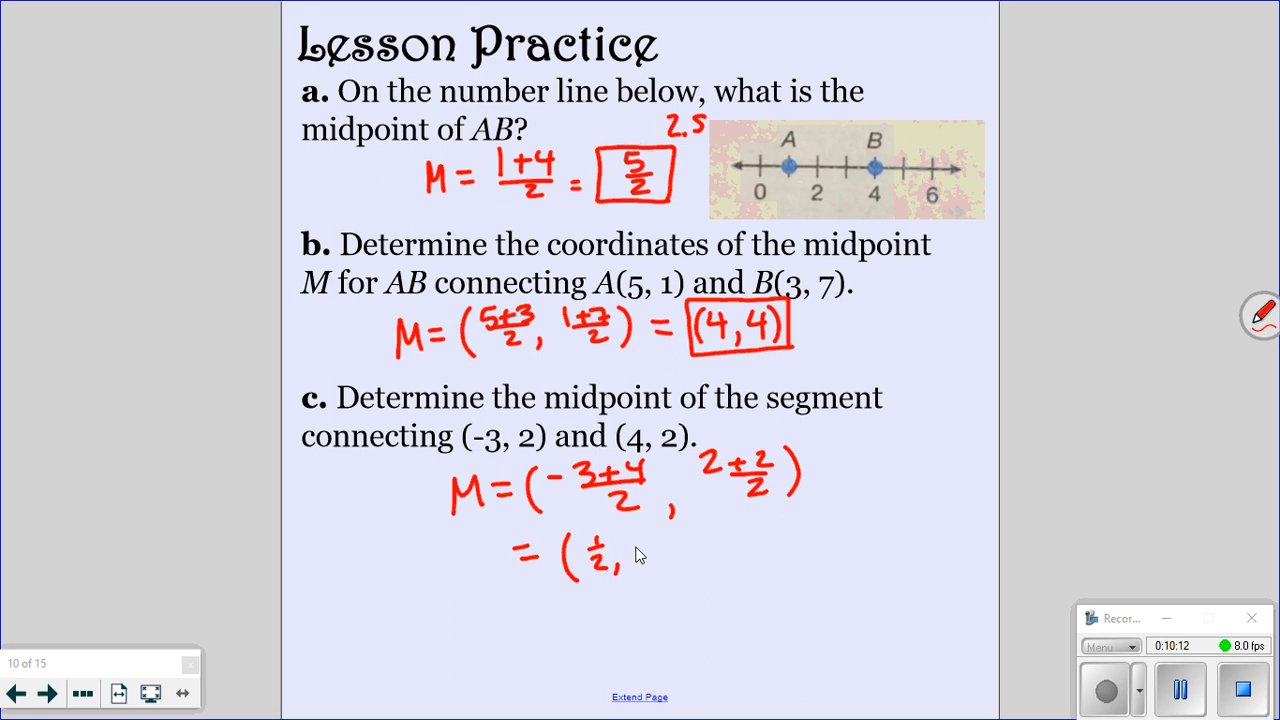 Lesson Practice
a. On the number line below, what is the
midpoint of AB?
2.5
M = 1+4/2 = 5/2
A B
0 2 4 6
b. Determine the coordinates of the midpoint
M for AB connecting A(5, 1) and B(3, 7).
M = (5+3/2, 1+7/2) = (4,4)
c. Determine the midpoint of the segment
connecting (-3, 2) and (4, 2).
M = (-3+4/2, 2+2/2)
= (1/2,
Recor...
Menu
0:10:12
8.0 fps
10 of 15
Extend Page